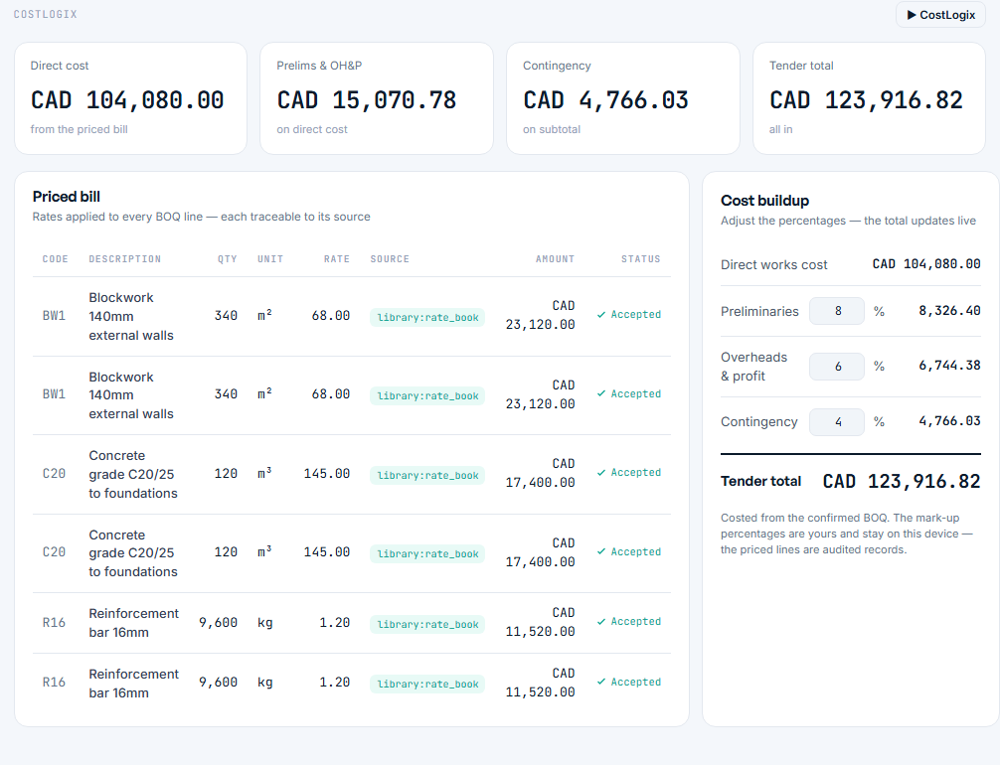 COSTLOGIX
▶ CostLogix
Direct cost
CAD 104,080.00
from the priced bill
Prelims & OH&P
CAD 15,070.78
on direct cost
Contingency
CAD 4,766.03
on subtotal
Tender total
CAD 123,916.82
all in
Priced bill
Rates applied to every BOQ line — each traceable to its source
CODE DESCRIPTION QTY UNIT RATE SOURCE AMOUNT STATUS
BW1 Blockwork 140mm external walls 340 m² 68.00 library:rate_book CAD 23,120.00 ✓ Accepted
BW1 Blockwork 140mm external walls 340 m² 68.00 library:rate_book CAD 23,120.00 ✓ Accepted
C20 Concrete grade C20/25 to foundations 120 m³ 145.00 library:rate_book CAD 17,400.00 ✓ Accepted
C20 Concrete grade C20/25 to foundations 120 m³ 145.00 library:rate_book CAD 17,400.00 ✓ Accepted
R16 Reinforcement bar 16mm 9,600 kg 1.20 library:rate_book CAD 11,520.00 ✓ Accepted
R16 Reinforcement bar 16mm 9,600 kg 1.20 library:rate_book CAD 11,520.00 ✓ Accepted
Cost buildup
Adjust the percentages — the total updates live
Direct works cost CAD 104,080.00
Preliminaries 8 % 8,326.40
Overheads & profit 6 % 6,744.38
Contingency 4 % 4,766.03
Tender total CAD 123,916.82
Costed from the confirmed BOQ. The mark-up
percentages are yours and stay on this device —
the priced lines are audited records.